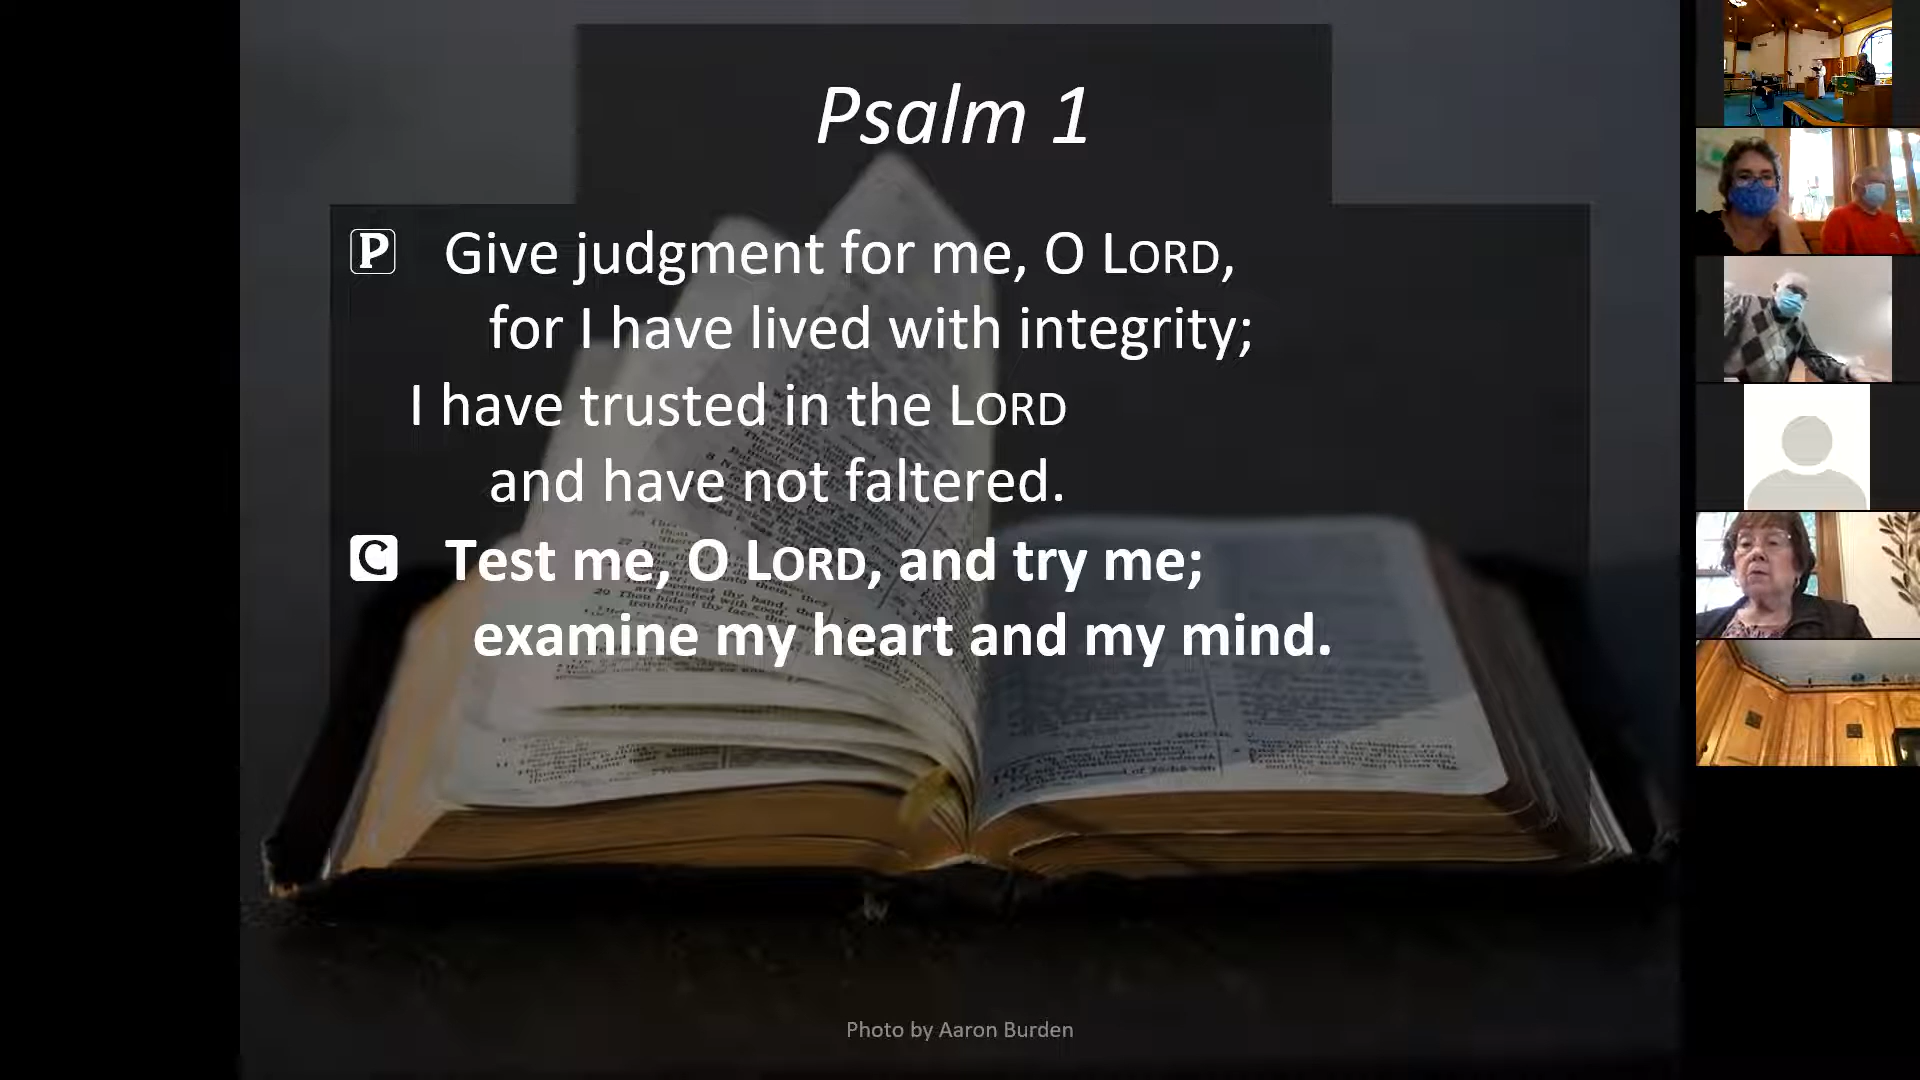 Psalm 1
P Give judgment for me, O LORD,
for I have lived with integrity;
I have trusted in the LORD
and have not faltered.
C Test me, O LORD, and try me;
examine my heart and my mind.
Photo by Aaron Burden